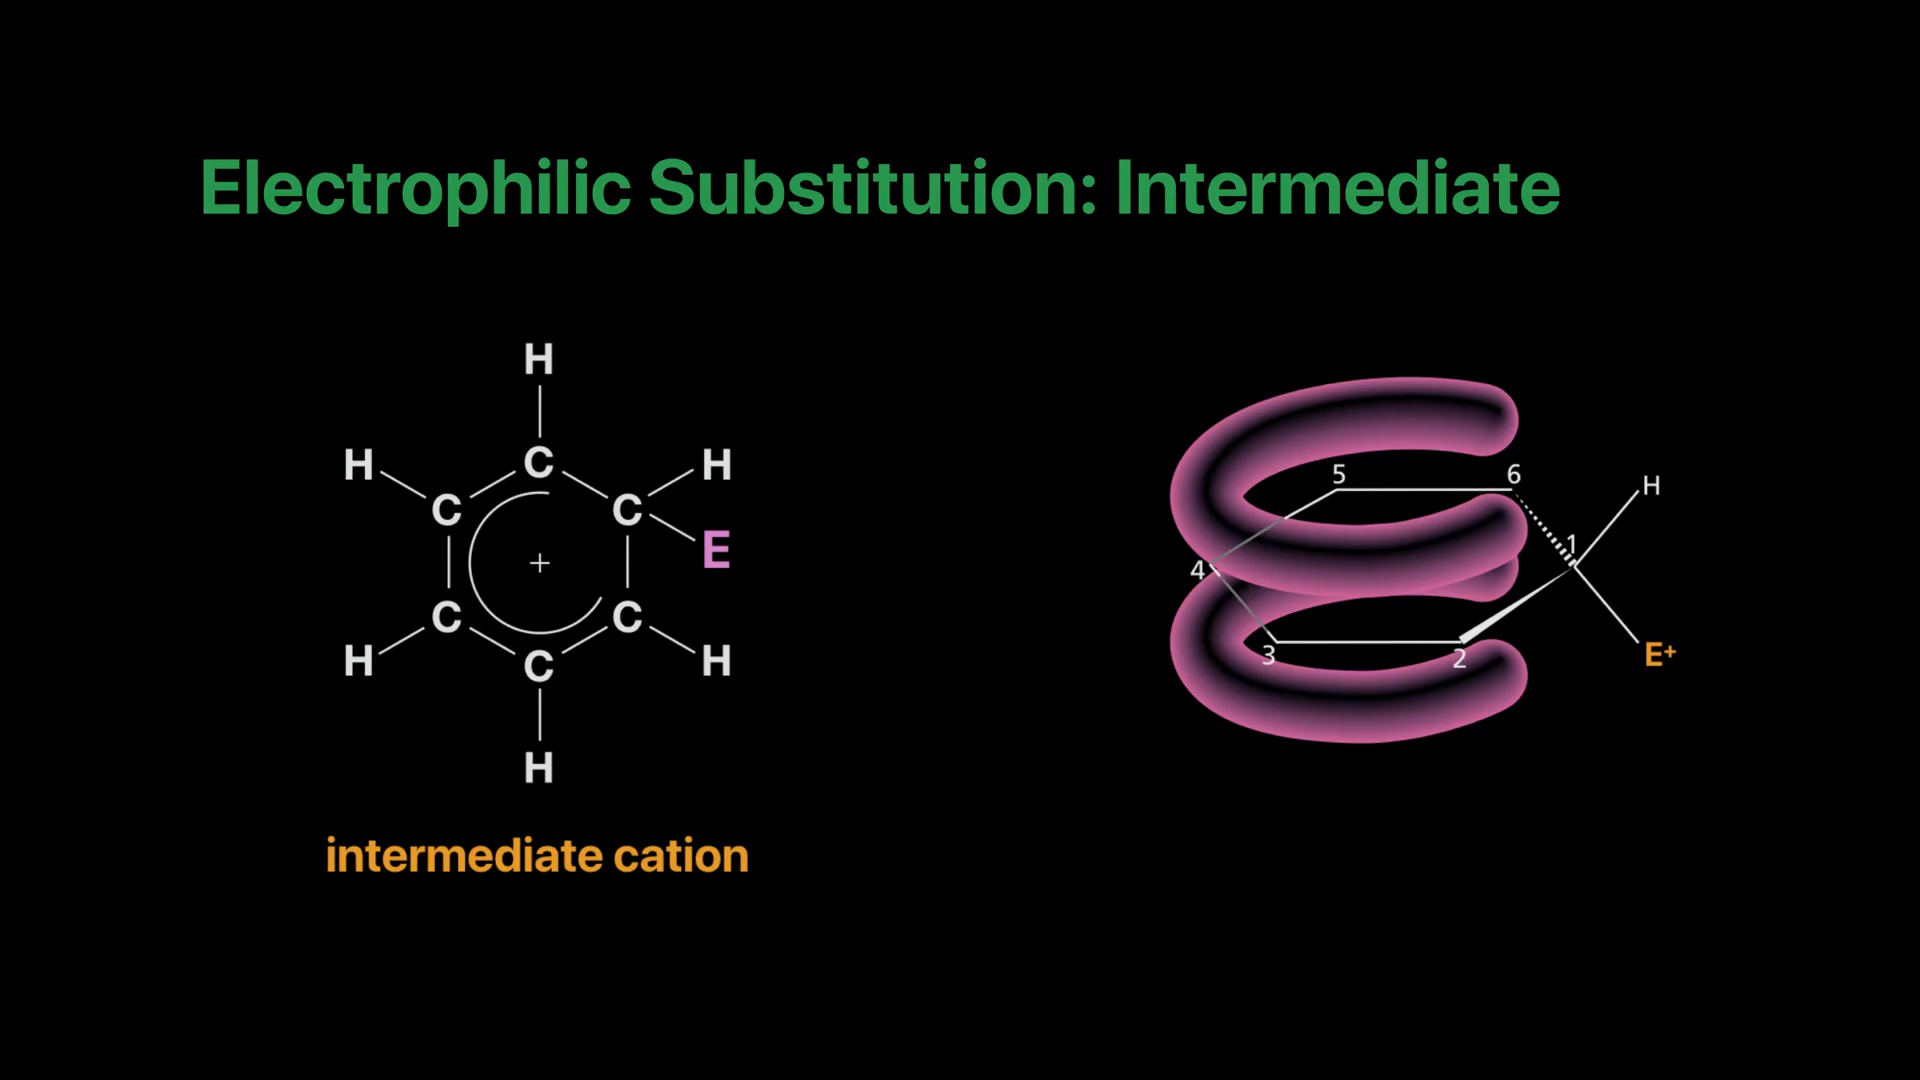 Electrophilic Substitution: Intermediate
H
H C H
C C
+ E
C C
H C H
H
intermediate cation
5 6 H
1
4
3 2 E⁺